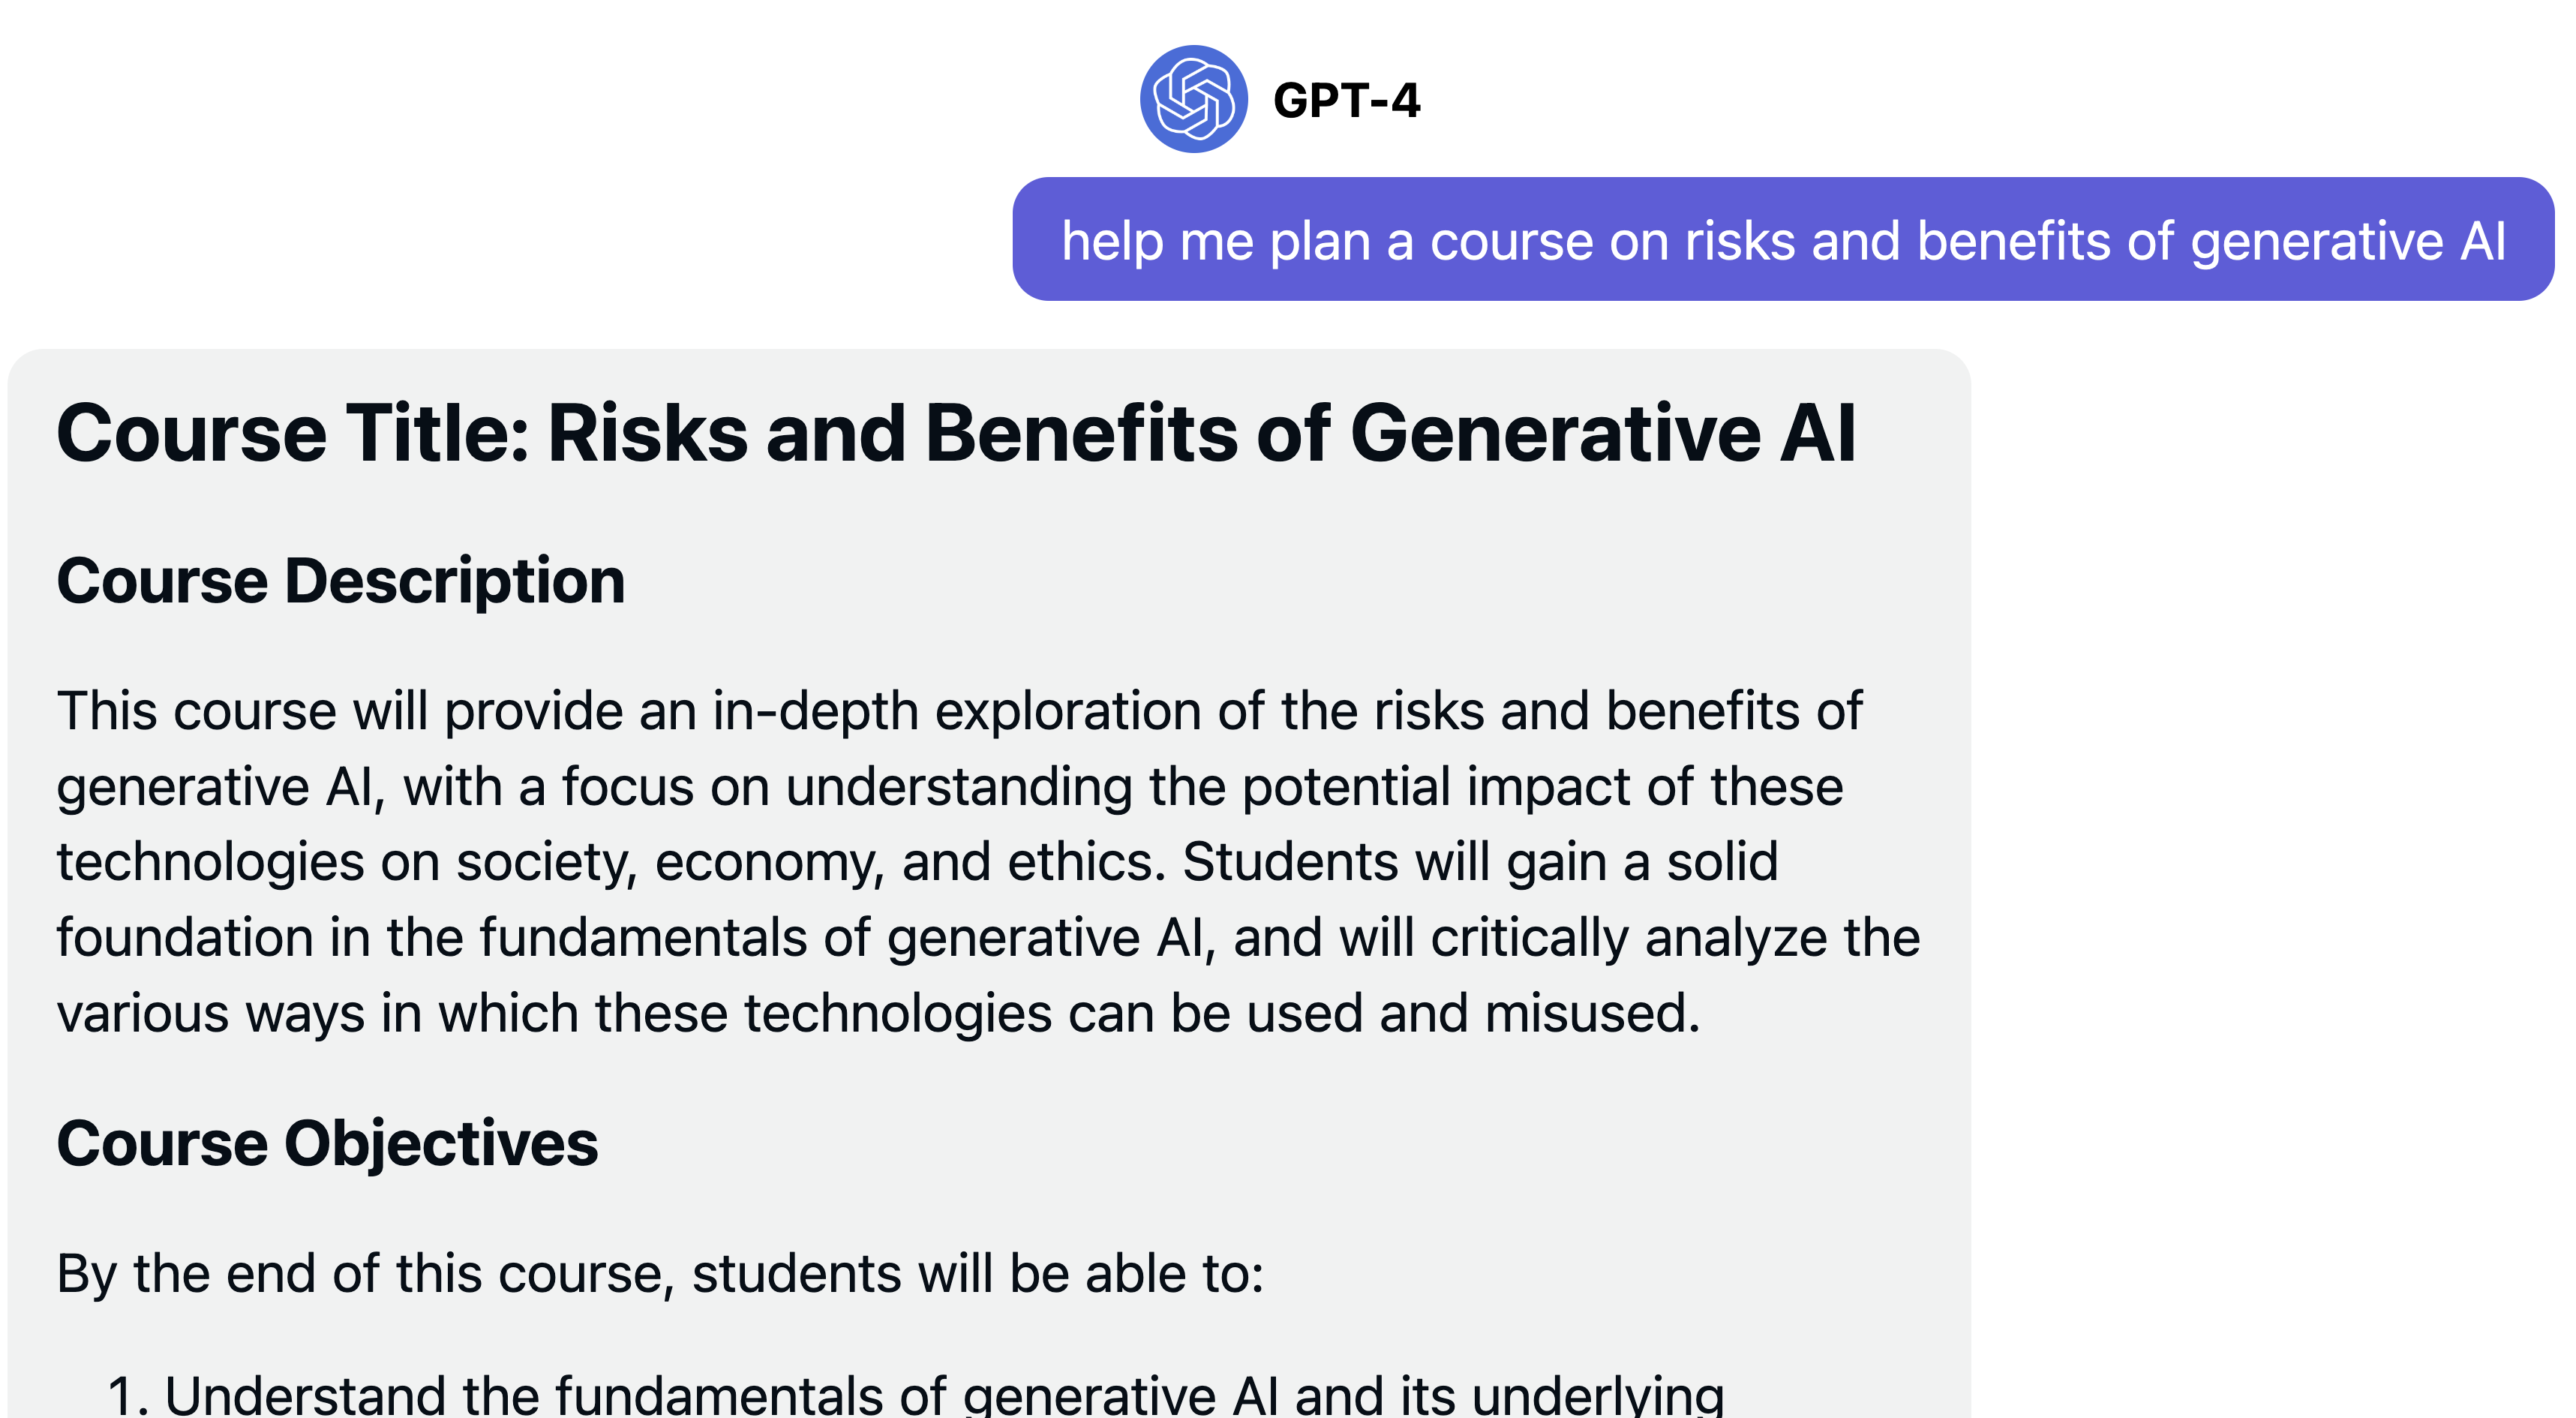 GPT-4
help me plan a course on risks and benefits of generative AI
Course Title: Risks and Benefits of Generative AI
Course Description
This course will provide an in-depth exploration of the risks and benefits of
generative AI, with a focus on understanding the potential impact of these
technologies on society, economy, and ethics. Students will gain a solid
foundation in the fundamentals of generative AI, and will critically analyze the
various ways in which these technologies can be used and misused.
Course Objectives
By the end of this course, students will be able to:
1. Understand the fundamentals of generative AI and its underlying